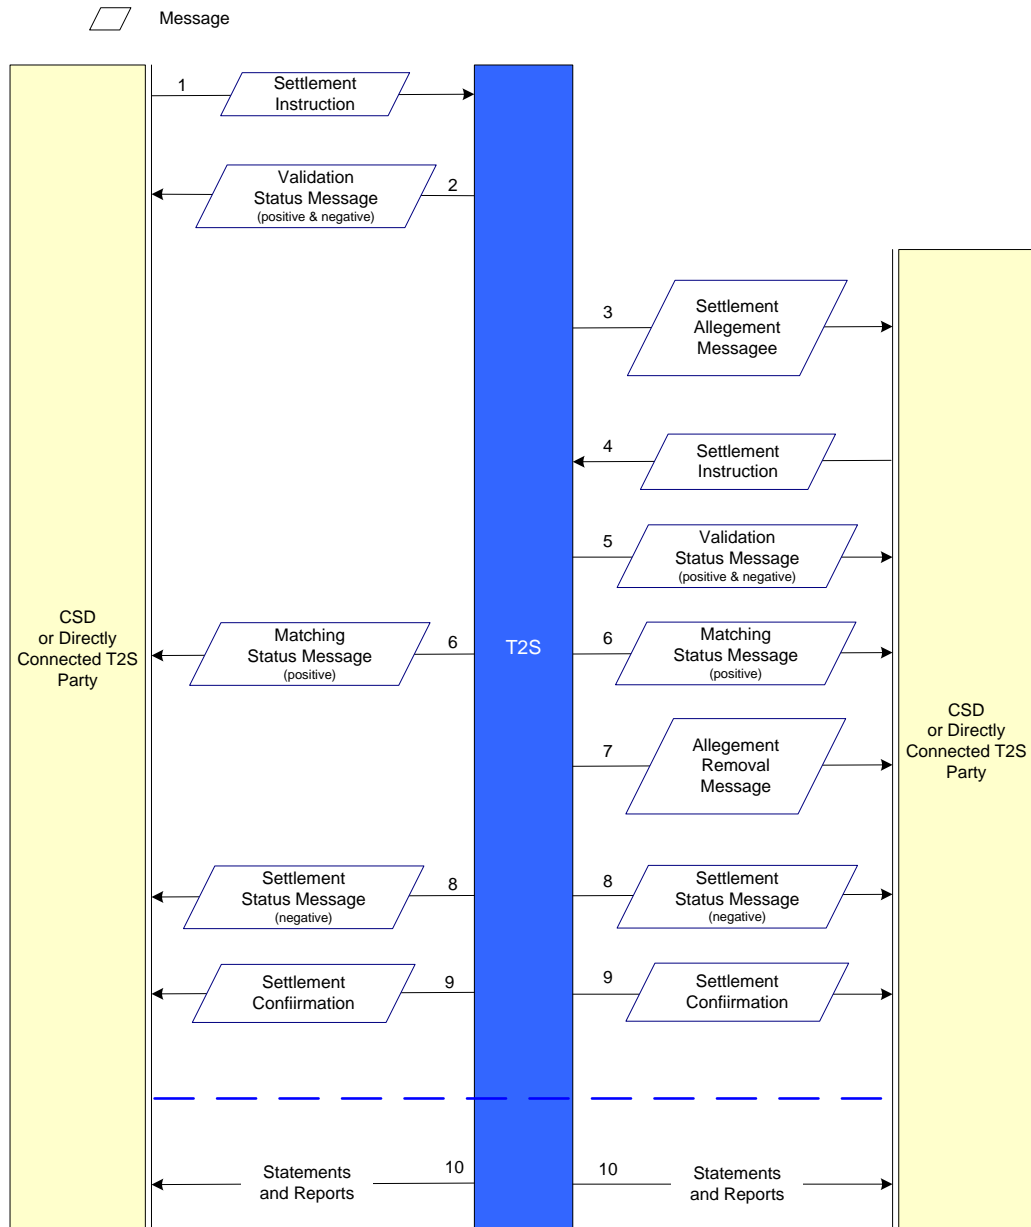 Message
1
Settlement
Instruction
Validation
Status Message
(positive & negative)
2
3
Settlement
Allegement
Messagee
4
Settlement
Instruction
5
Validation
Status Message
(positive & negative)
CSD
or Directly
Connected T2S
Party
Matching
Status Message
(positive)
6
T2S
6
Matching
Status Message
(positive)
CSD
or Directly
Connected T2S
Party
7
Allegement
Removal
Message
Settlement
Status Message
(negative)
8
8
Settlement
Status Message
(negative)
Settlement
Confiirmation
9
9
Settlement
Confiirmation
Statements
and Reports
10
10
Statements
and Reports